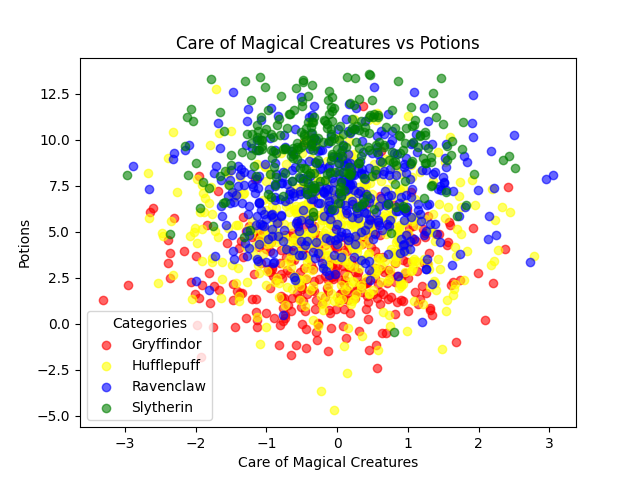 Care of Magical Creatures vs Potions
12.5
10.0
7.5
5.0
2.5
0.0
−2.5
−5.0
Potions
Categories
Gryffindor
Hufflepuff
Ravenclaw
Slytherin
−3 −2 −1 0 1 2 3
Care of Magical Creatures